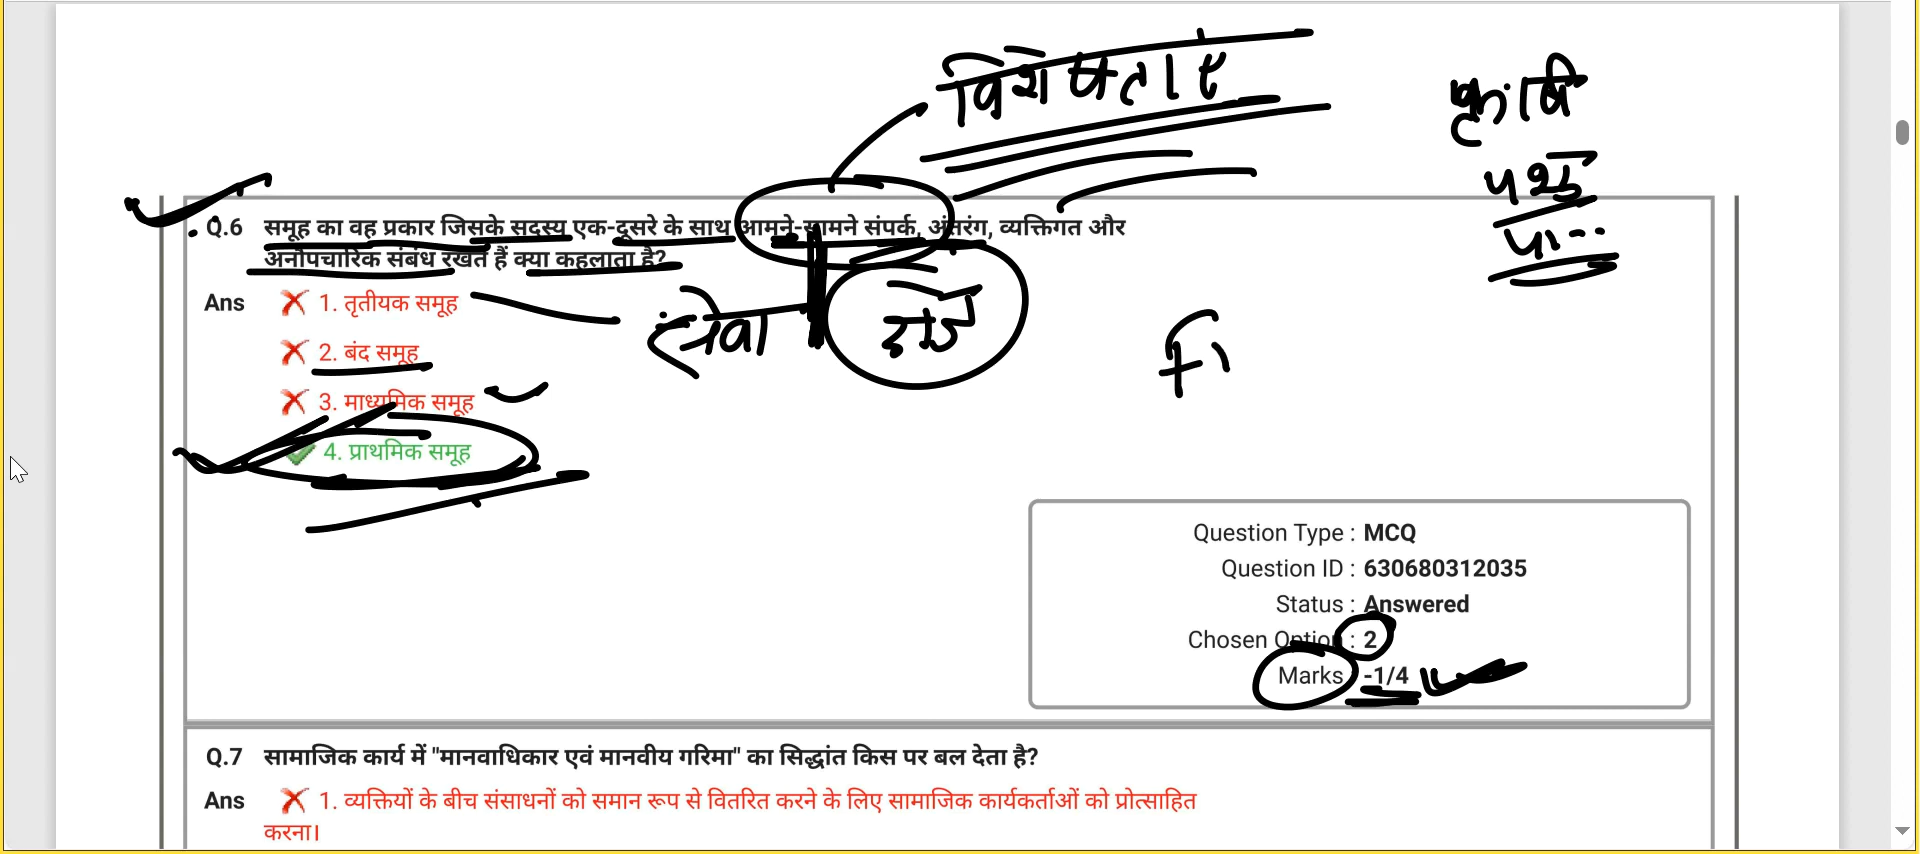 विशेषताए
कृषि
पशु
Q.6 समूह का वह प्रकार जिसके सदस्य एक-दूसरे के साथ आमने-सामने संपर्क, अंतरंग, व्यक्तिगत और
अनौपचारिक संबंध रखते हैं क्या कहलाता है?
Ans 1. तृतीयक समूह
सेवा
2. बंद समूह
3. माध्यमिक समूह
4. प्राथमिक समूह
Question Type : MCQ
Question ID : 630680312035
Status : Answered
Chosen Option : 2
Marks : -1/4
Q.7 सामाजिक कार्य में "मानवाधिकार एवं मानवीय गरिमा" का सिद्धांत किस पर बल देता है?
Ans 1. व्यक्तियों के बीच संसाधनों को समान रूप से वितरित करने के लिए सामाजिक कार्यकर्ताओं को प्रोत्साहित
करना।